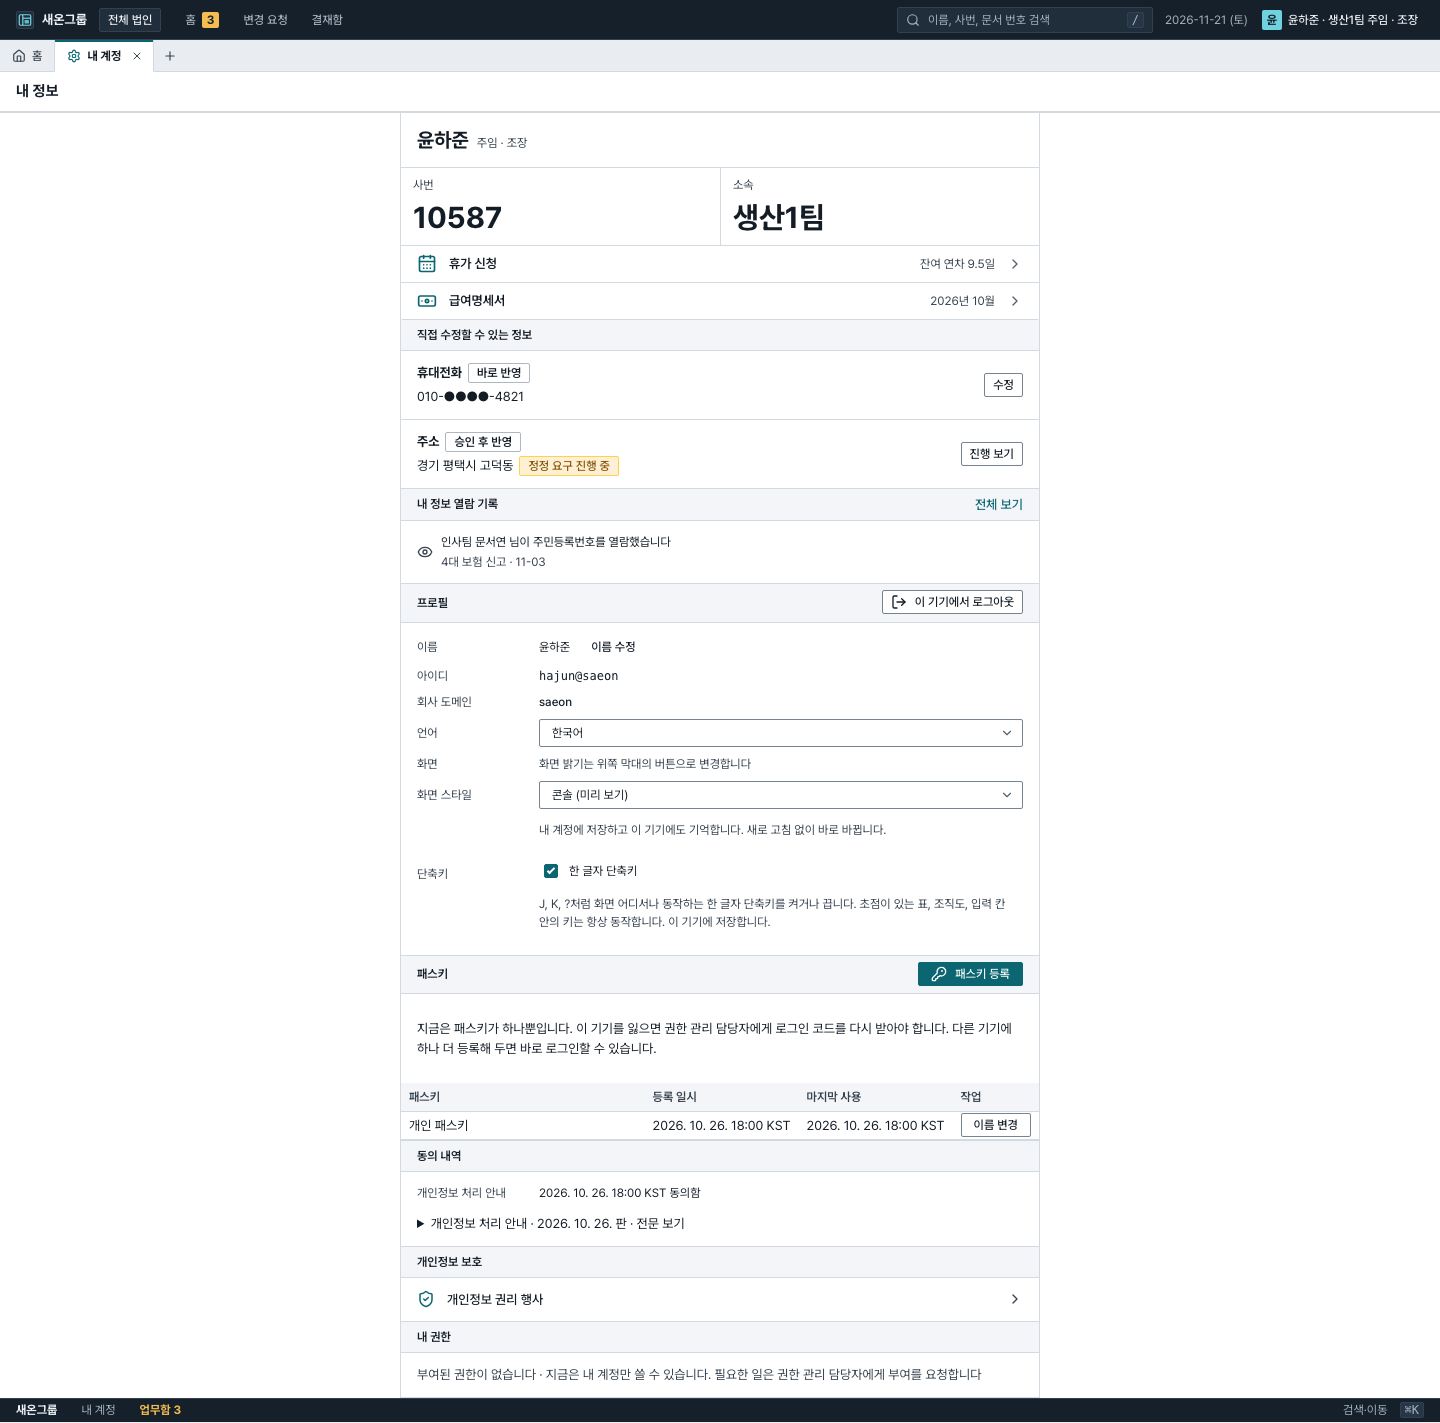 새온그룹 전체 법인 홈 3 변경 요청 결재함 이름, 사번, 문서 번호 검색 / 2026-11-21 (토) 윤 윤하준 · 생산1팀 주임 · 조장
홈 내 계정
내 정보
윤하준 주임 · 조장
사번 소속
10587 생산1팀
휴가 신청 잔여 연차 9.5일
급여명세서 2026년 10월
직접 수정할 수 있는 정보
휴대전화 바로 반영
010-●●●●-4821
수정
주소 승인 후 반영
경기 평택시 고덕동 정정 요구 진행 중
진행 보기
내 정보 열람 기록 전체 보기
인사팀 문서연 님이 주민등록번호를 열람했습니다
4대 보험 신고 · 11-03
프로필 이 기기에서 로그아웃
이름 윤하준 이름 수정
아이디 hajun@saeon
회사 도메인 saeon
언어 한국어
화면 화면 밝기는 위쪽 막대의 버튼으로 변경합니다
화면 스타일 콘솔 (미리 보기)
내 계정에 저장하고 이 기기에도 기억합니다. 새로 고침 없이 바로 바뀝니다.
단축키 한 글자 단축키
J, K, ?처럼 화면 어디서나 동작하는 한 글자 단축키를 켜거나 끕니다. 초점이 있는 표, 조직도, 입력 칸
안의 키는 항상 동작합니다. 이 기기에 저장합니다.
패스키 패스키 등록
지금은 패스키가 하나뿐입니다. 이 기기를 잃으면 권한 관리 담당자에게 로그인 코드를 다시 받아야 합니다. 다른 기기에
하나 더 등록해 두면 바로 로그인할 수 있습니다.
패스키 등록 일시 마지막 사용 작업
개인 패스키 2026. 10. 26. 18:00 KST 2026. 10. 26. 18:00 KST 이름 변경
동의 내역
개인정보 처리 안내 2026. 10. 26. 18:00 KST 동의함
▶ 개인정보 처리 안내 · 2026. 10. 26. 판 · 전문 보기
개인정보 보호
개인정보 권리 행사
내 권한
부여된 권한이 없습니다 · 지금은 내 계정만 쓸 수 있습니다. 필요한 일은 권한 관리 담당자에게 부여를 요청합니다
새온그룹 내 계정 업무함 3 검색·이동 ⌘K